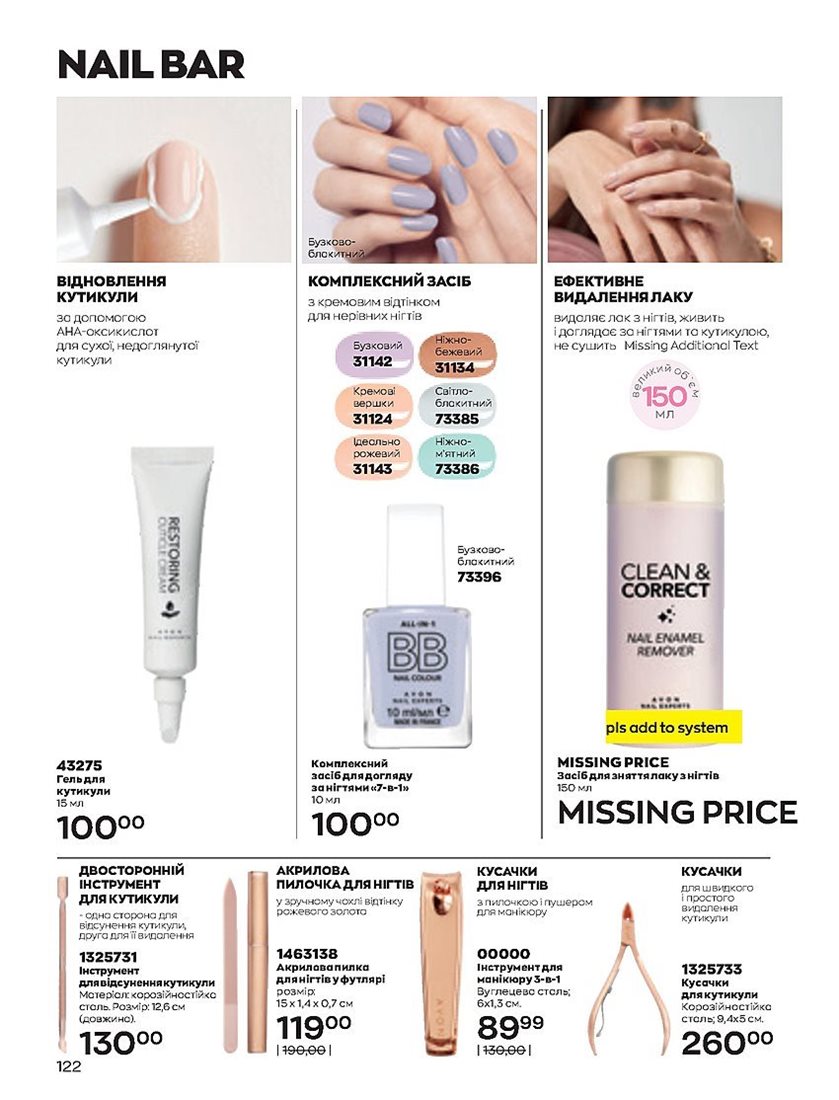 NAIL BAR
Бузково-
блакитний
ВІДНОВЛЕННЯ
КУТИКУЛИ
за допомогою
AHA-оксикислот
для сухої, недоглянутої
кутикули
КОМПЛЕКСНИЙ ЗАСІБ
з кремовим відтінком
для нерівних нігтів
Бузковий
31142
Ніжно-
бежевий
31134
Кремові
вершки
31124
Світло-
блакитний
73385
Ідеально
рожевий
31143
Ніжно-
м'ятний
73386
ЕФЕКТИВНЕ
ВИДАЛЕННЯ ЛАКУ
видаляє лак з нігтів, живить
і доглядає за нігтями та кутикулою,
не сушить Missing Additional Text
великий об`єм
150
МЛ
RESTORING
CUTICLE CREAM
AVON
NAIL EXPERTS
Бузково-
блакитний
73396
ALL-IN-1
BB
NAIL COLOUR
AVON
NAIL EXPERTS
10 ml/мл e
MADE IN FRANCE
CLEAN &
CORRECT
NAIL ENAMEL
REMOVER
AVON
NAIL EXPERTS
pls add to system
43275
Гель для
кутикули
15 мл
10000
Комплексний
засіб для догляду
за нігтями «7-в-1»
10 мл
10000
MISSING PRICE
Засіб для зняття лаку з нігтів
150 мл
MISSING PRICE
ДВОСТОРОННІЙ
ІНСТРУМЕНТ
ДЛЯ КУТИКУЛИ
- одна сторона для
відсунення кутикули,
друга для її видалення
1325731
Інструмент
для відсунення кутикули
Матеріал: корозійностійка
сталь. Розмір: 12,6 см
(довжина).
13000
АКРИЛОВА
ПИЛОЧКА ДЛЯ НІГТІВ
у зручному чохлі відтінку
рожевого золота
1463138
Акрилова пилка
для нігтів у футлярі
розмір:
15 x 1,4 x 0,7 см
11900
| 190,00 |
КУСАЧКИ
ДЛЯ НІГТІВ
з пилочкою і пушером
для манікюру
00000
Інструмент для
манікюру 3-в-1
Вуглецева сталь;
6x1,3 см.
8999
| 130,00 |
AVON
КУСАЧКИ
для швидкого
і простого
видалення
кутикули
1325733
Кусачки
для кутикули
Корозійностійка
сталь; 9,4x5 см.
26000
122